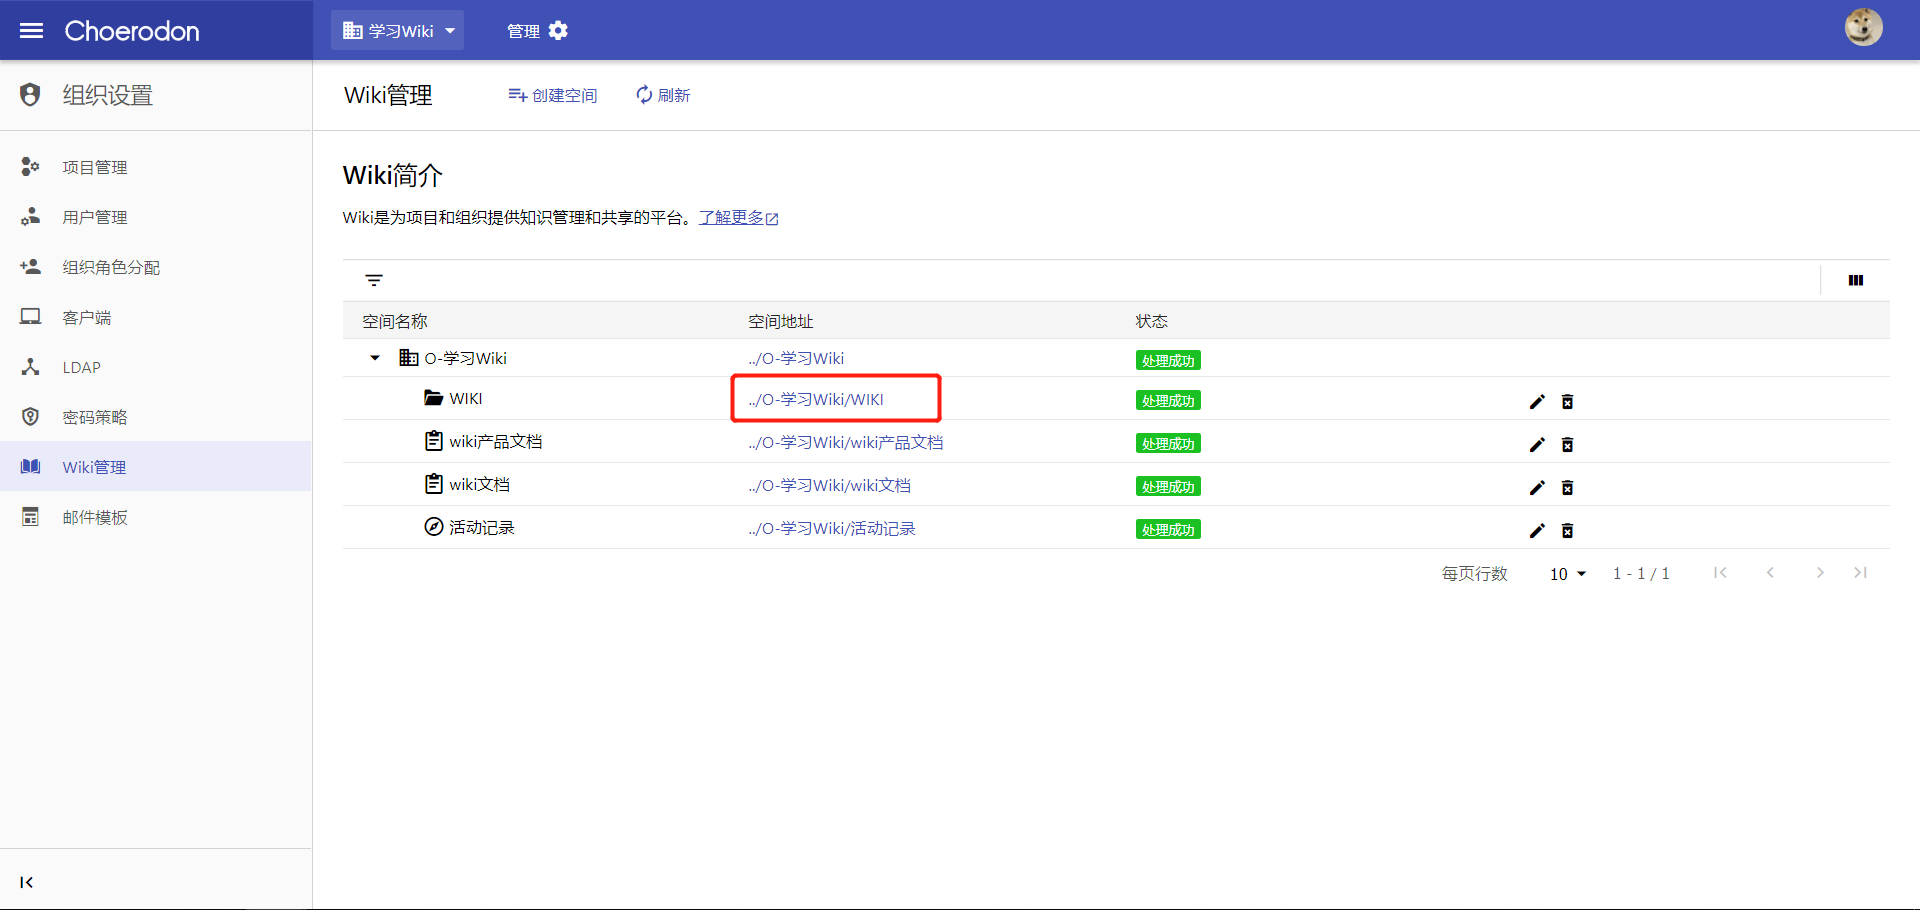 Choerodon
学习Wiki
管理
组织设置
Wiki管理
创建空间
刷新
项目管理
用户管理
组织角色分配
客户端
LDAP
密码策略
Wiki管理
邮件模板
Wiki简介
Wiki是为项目和组织提供知识管理和共享的平台。了解更多
空间名称 空间地址 状态
O-学习Wiki ../O-学习Wiki 处理成功
WIKI ../O-学习Wiki/WIKI 处理成功
wiki产品文档 ../O-学习Wiki/wiki产品文档 处理成功
wiki文档 ../O-学习Wiki/wiki文档 处理成功
活动记录 ../O-学习Wiki/活动记录 处理成功
每页行数 10 1 - 1 / 1